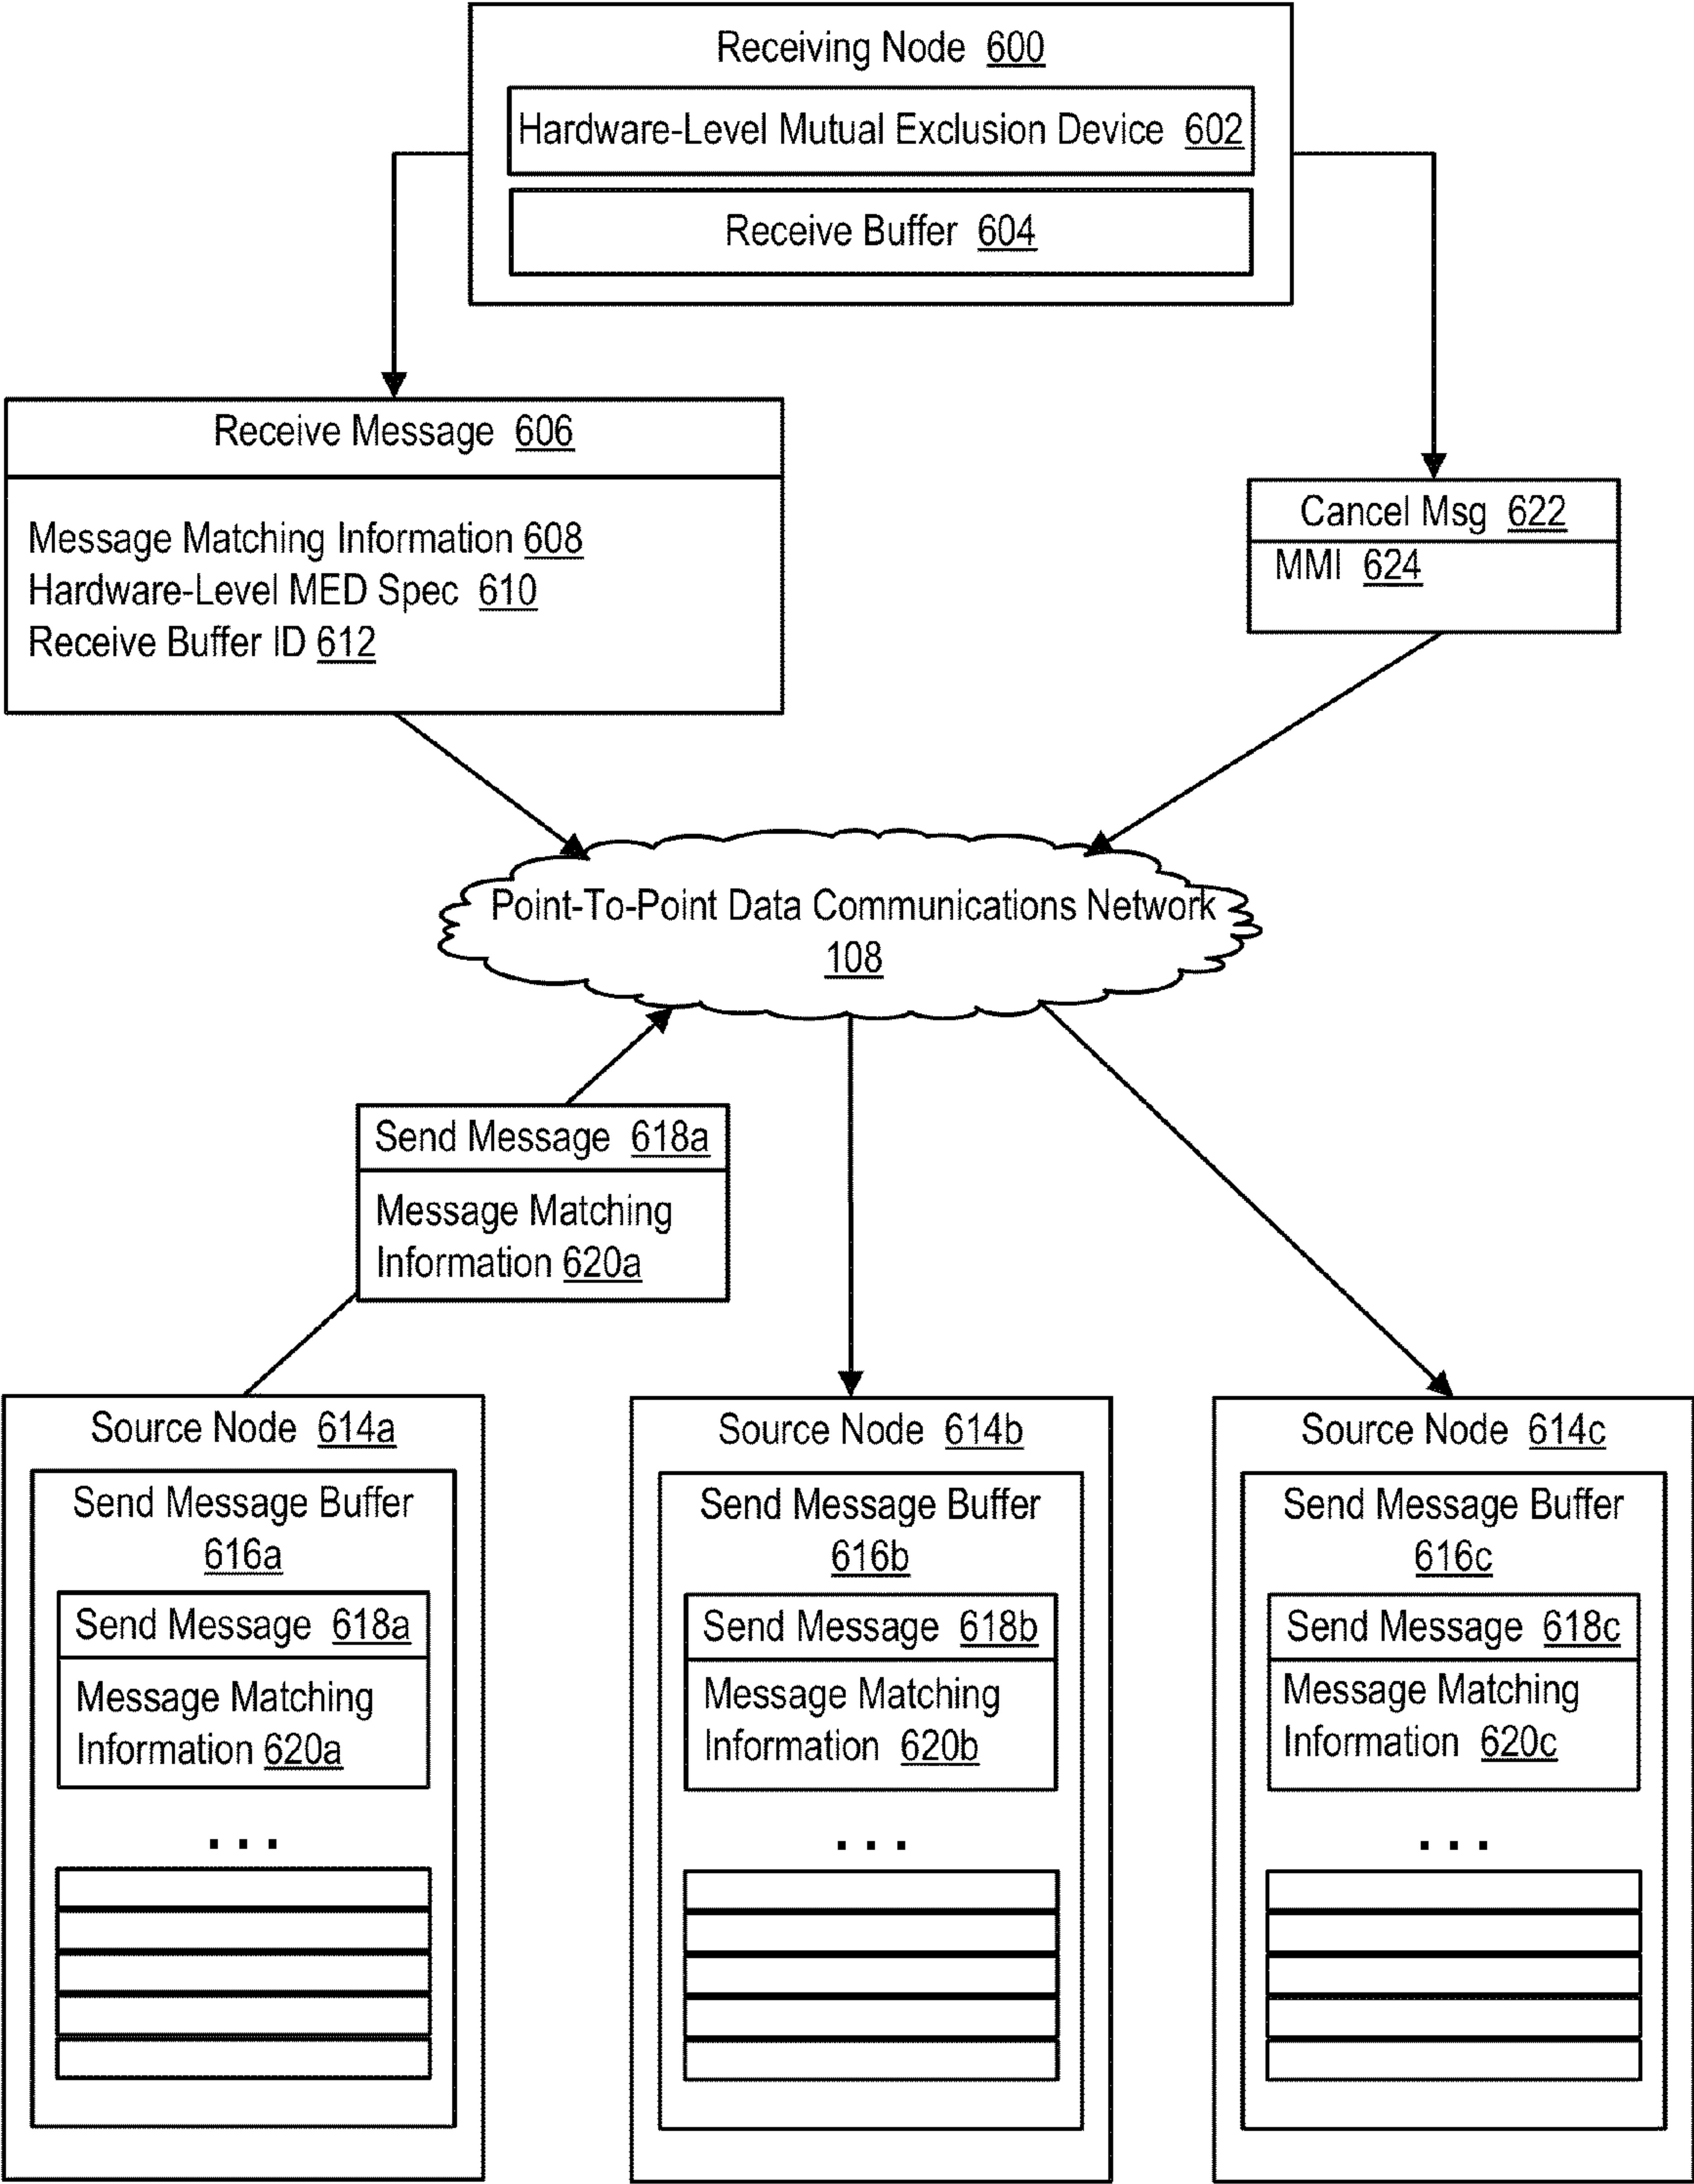 Receiving Node 600
Hardware-Level Mutual Exclusion Device 602
Receive Buffer 604
Receive Message 606
Message Matching Information 608
Hardware-Level MED Spec 610
Receive Buffer ID 612
Cancel Msg 622
MMI 624
Point-To-Point Data Communications Network
108
Send Message 618a
Message Matching
Information 620a
Source Node 614a
Send Message Buffer
616a
Send Message 618a
Message Matching
Information 620a
...
Source Node 614b
Send Message Buffer
616b
Send Message 618b
Message Matching
Information 620b
...
Source Node 614c
Send Message Buffer
616c
Send Message 618c
Message Matching
Information 620c
...